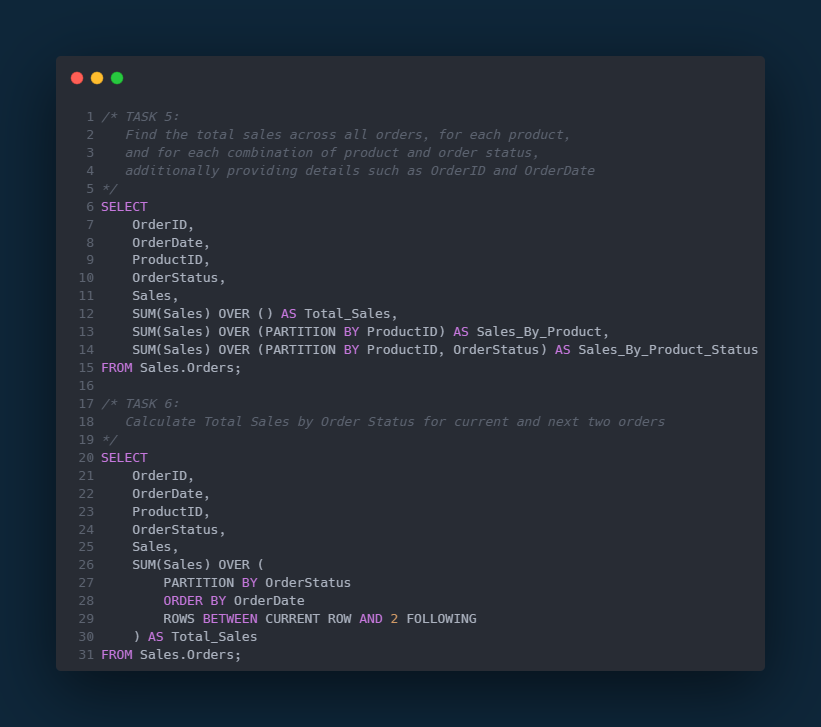 1 /* TASK 5:
2    Find the total sales across all orders, for each product,
3    and for each combination of product and order status,
4    additionally providing details such as OrderID and OrderDate
5 */
6 SELECT
7     OrderID,
8     OrderDate,
9     ProductID,
10     OrderStatus,
11     Sales,
12     SUM(Sales) OVER () AS Total_Sales,
13     SUM(Sales) OVER (PARTITION BY ProductID) AS Sales_By_Product,
14     SUM(Sales) OVER (PARTITION BY ProductID, OrderStatus) AS Sales_By_Product_Status
15 FROM Sales.Orders;
16
17 /* TASK 6:
18    Calculate Total Sales by Order Status for current and next two orders
19 */
20 SELECT
21     OrderID,
22     OrderDate,
23     ProductID,
24     OrderStatus,
25     Sales,
26     SUM(Sales) OVER (
27         PARTITION BY OrderStatus
28         ORDER BY OrderDate
29         ROWS BETWEEN CURRENT ROW AND 2 FOLLOWING
30     ) AS Total_Sales
31 FROM Sales.Orders;